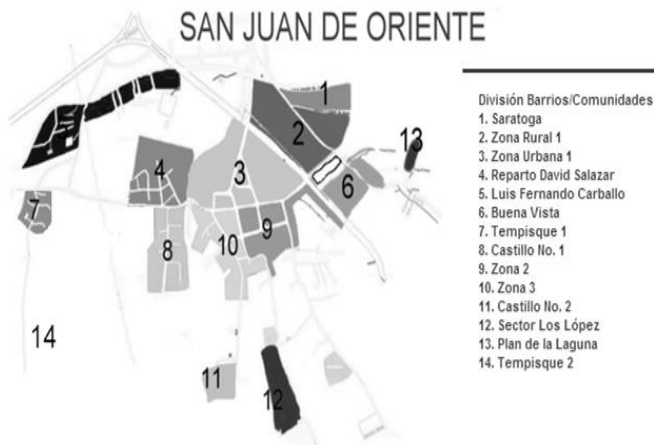 SAN JUAN DE ORIENTE
División Barrios/Comunidades
1. Saratoga
2. Zona Rural 1
3. Zona Urbana 1
4. Reparto David Salazar
5. Luis Fernando Carballo
6. Buena Vista
7. Tempisque 1
8. Castillo No. 1
9. Zona 2
10. Zona 3
11. Castillo No. 2
12. Sector Los López
13. Plan de la Laguna
14. Tempisque 2
1
2
13
3
4
6
7
9
10
8
14
11
12